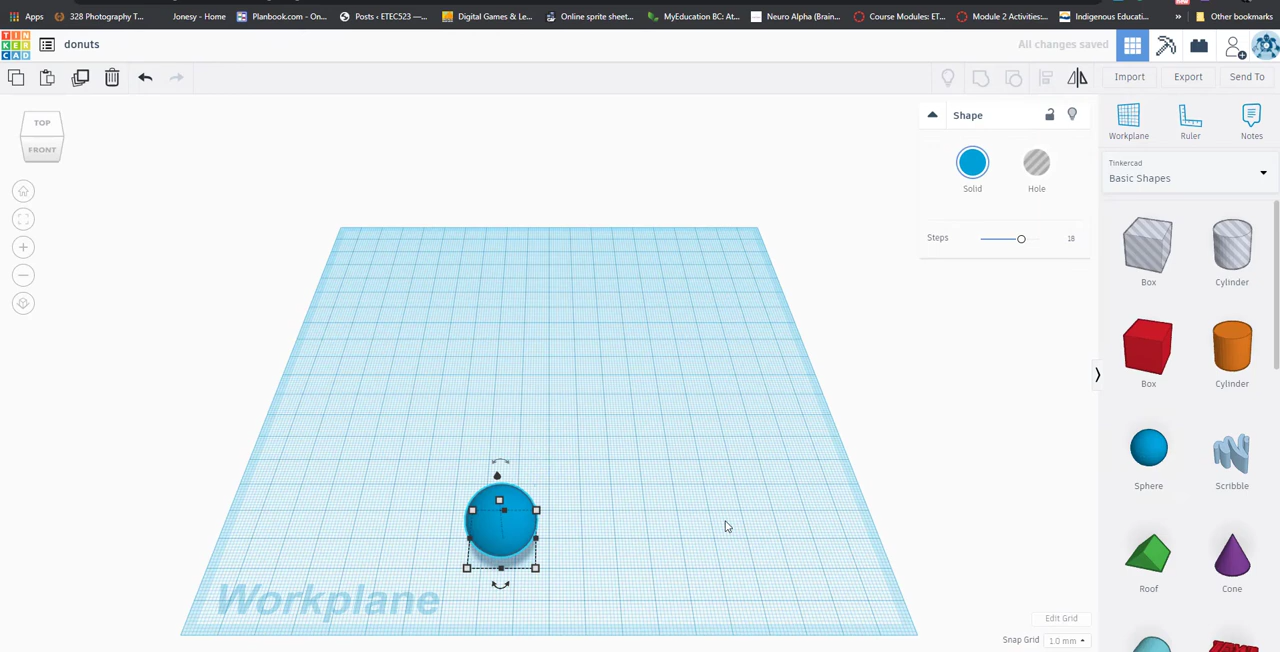 Apps
328 Photography T...
Jonesy - Home
Planbook.com - On...
Posts ‹ ETEC523 —...
Digital Games & Le...
Online sprite sheet...
MyEducation BC: At...
Neuro Alpha (Brain...
Course Modules: ET...
Module 2 Activities:...
Indigenous Educati...
»
Other bookmarks
TIN
KER
CAD
donuts
All changes saved
Import
Export
Send To
TOP
FRONT
Shape
Solid
Hole
Steps
18
Workplane
Ruler
Notes
Tinkercad
Basic Shapes
Box
Cylinder
Box
Cylinder
Sphere
Scribble
Roof
Cone
Workplane
Edit Grid
Snap Grid
1.0 mm